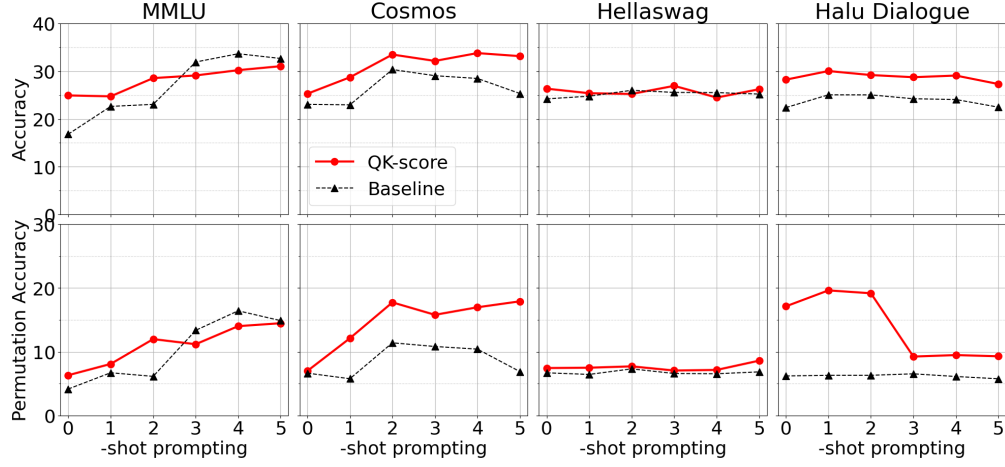 MMLU
Cosmos
Hellaswag
Halu Dialogue
Accuracy
40
30
20
10
0
QK-score
Baseline
Permutation Accuracy
30
20
10
0
0 1 2 3 4 5
0 1 2 3 4 5
0 1 2 3 4 5
0 1 2 3 4 5
-shot prompting
-shot prompting
-shot prompting
-shot prompting